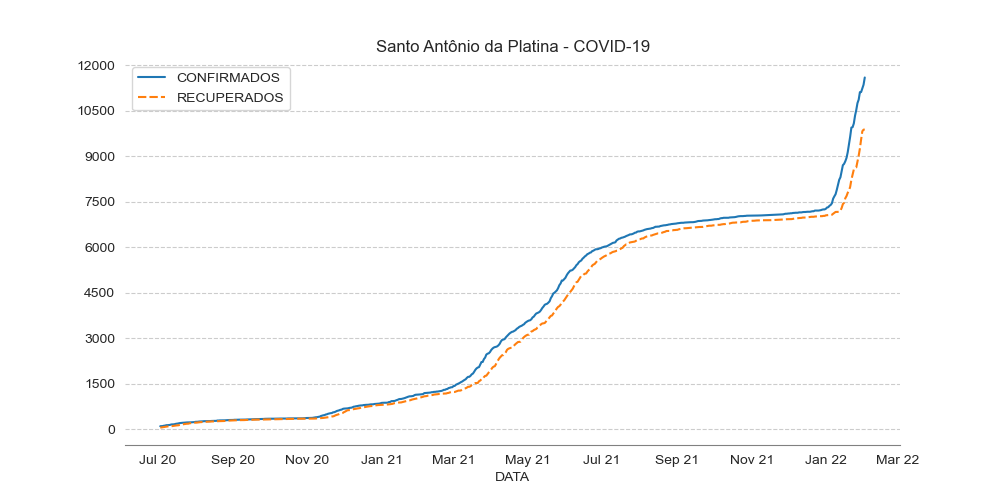 Santo Antônio da Platina - COVID-19
12000
10500
9000
7500
6000
4500
3000
1500
0
CONFIRMADOS
RECUPERADOS
Jul 20 Sep 20 Nov 20 Jan 21 Mar 21 May 21 Jul 21 Sep 21 Nov 21 Jan 22 Mar 22
DATA